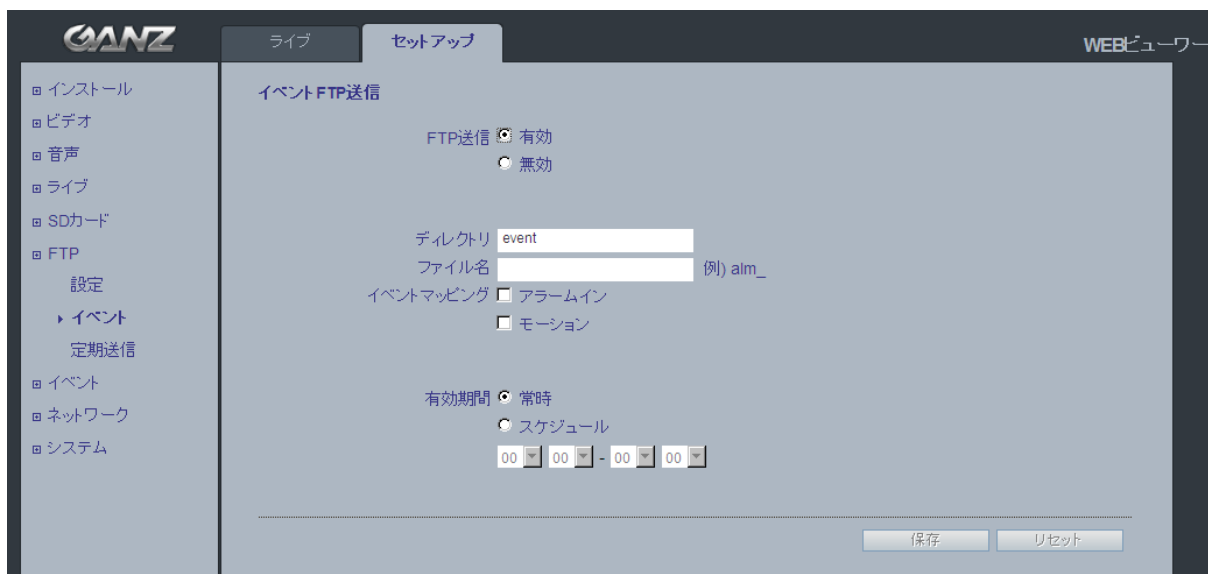 GANZ
ライブ
セットアップ
WEBビューワー
インストール
ビデオ
音声
ライブ
SDカード
FTP
設定
イベント
定期送信
イベント
ネットワーク
システム
イベントFTP送信
FTP送信 有効
無効
ディレクトリ event
ファイル名 例) alm_
イベントマッピング アラームイン
モーション
有効期間 常時
スケジュール
00 00 - 00 00
保存 リセット